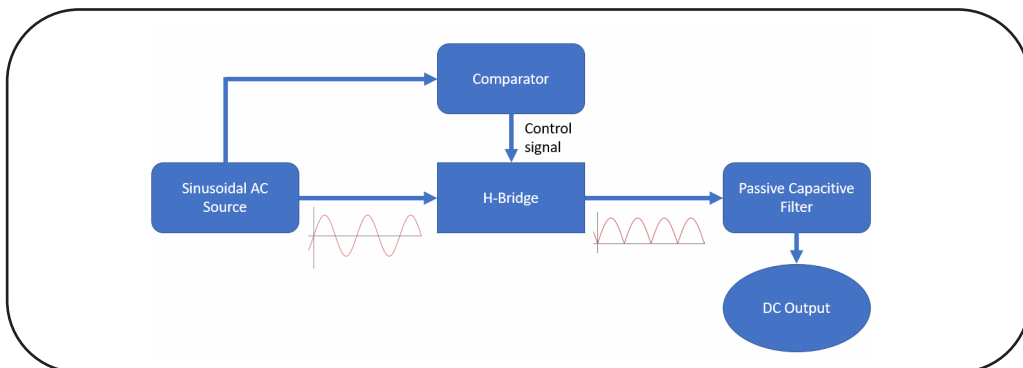 Comparator
Control
signal
Sinusoidal AC
Source
H-Bridge
Passive Capacitive
Filter
DC Output